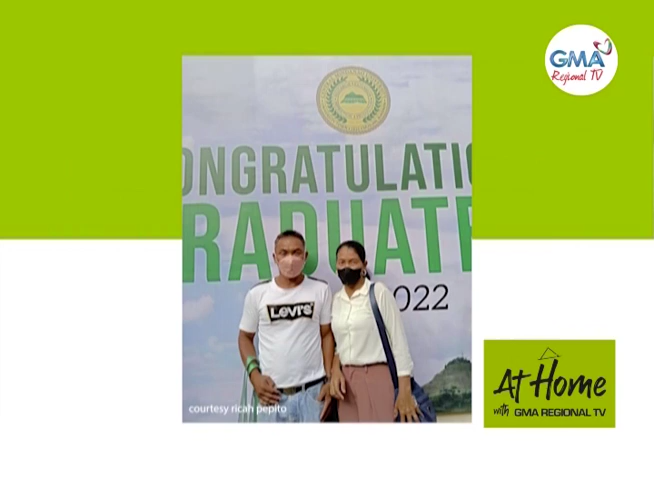 GMA
Regional TV
ONGRATULATIO
RADUATE
2022
LEVI'S
courtesy ricah pepito
At Home
with GMA REGIONAL TV